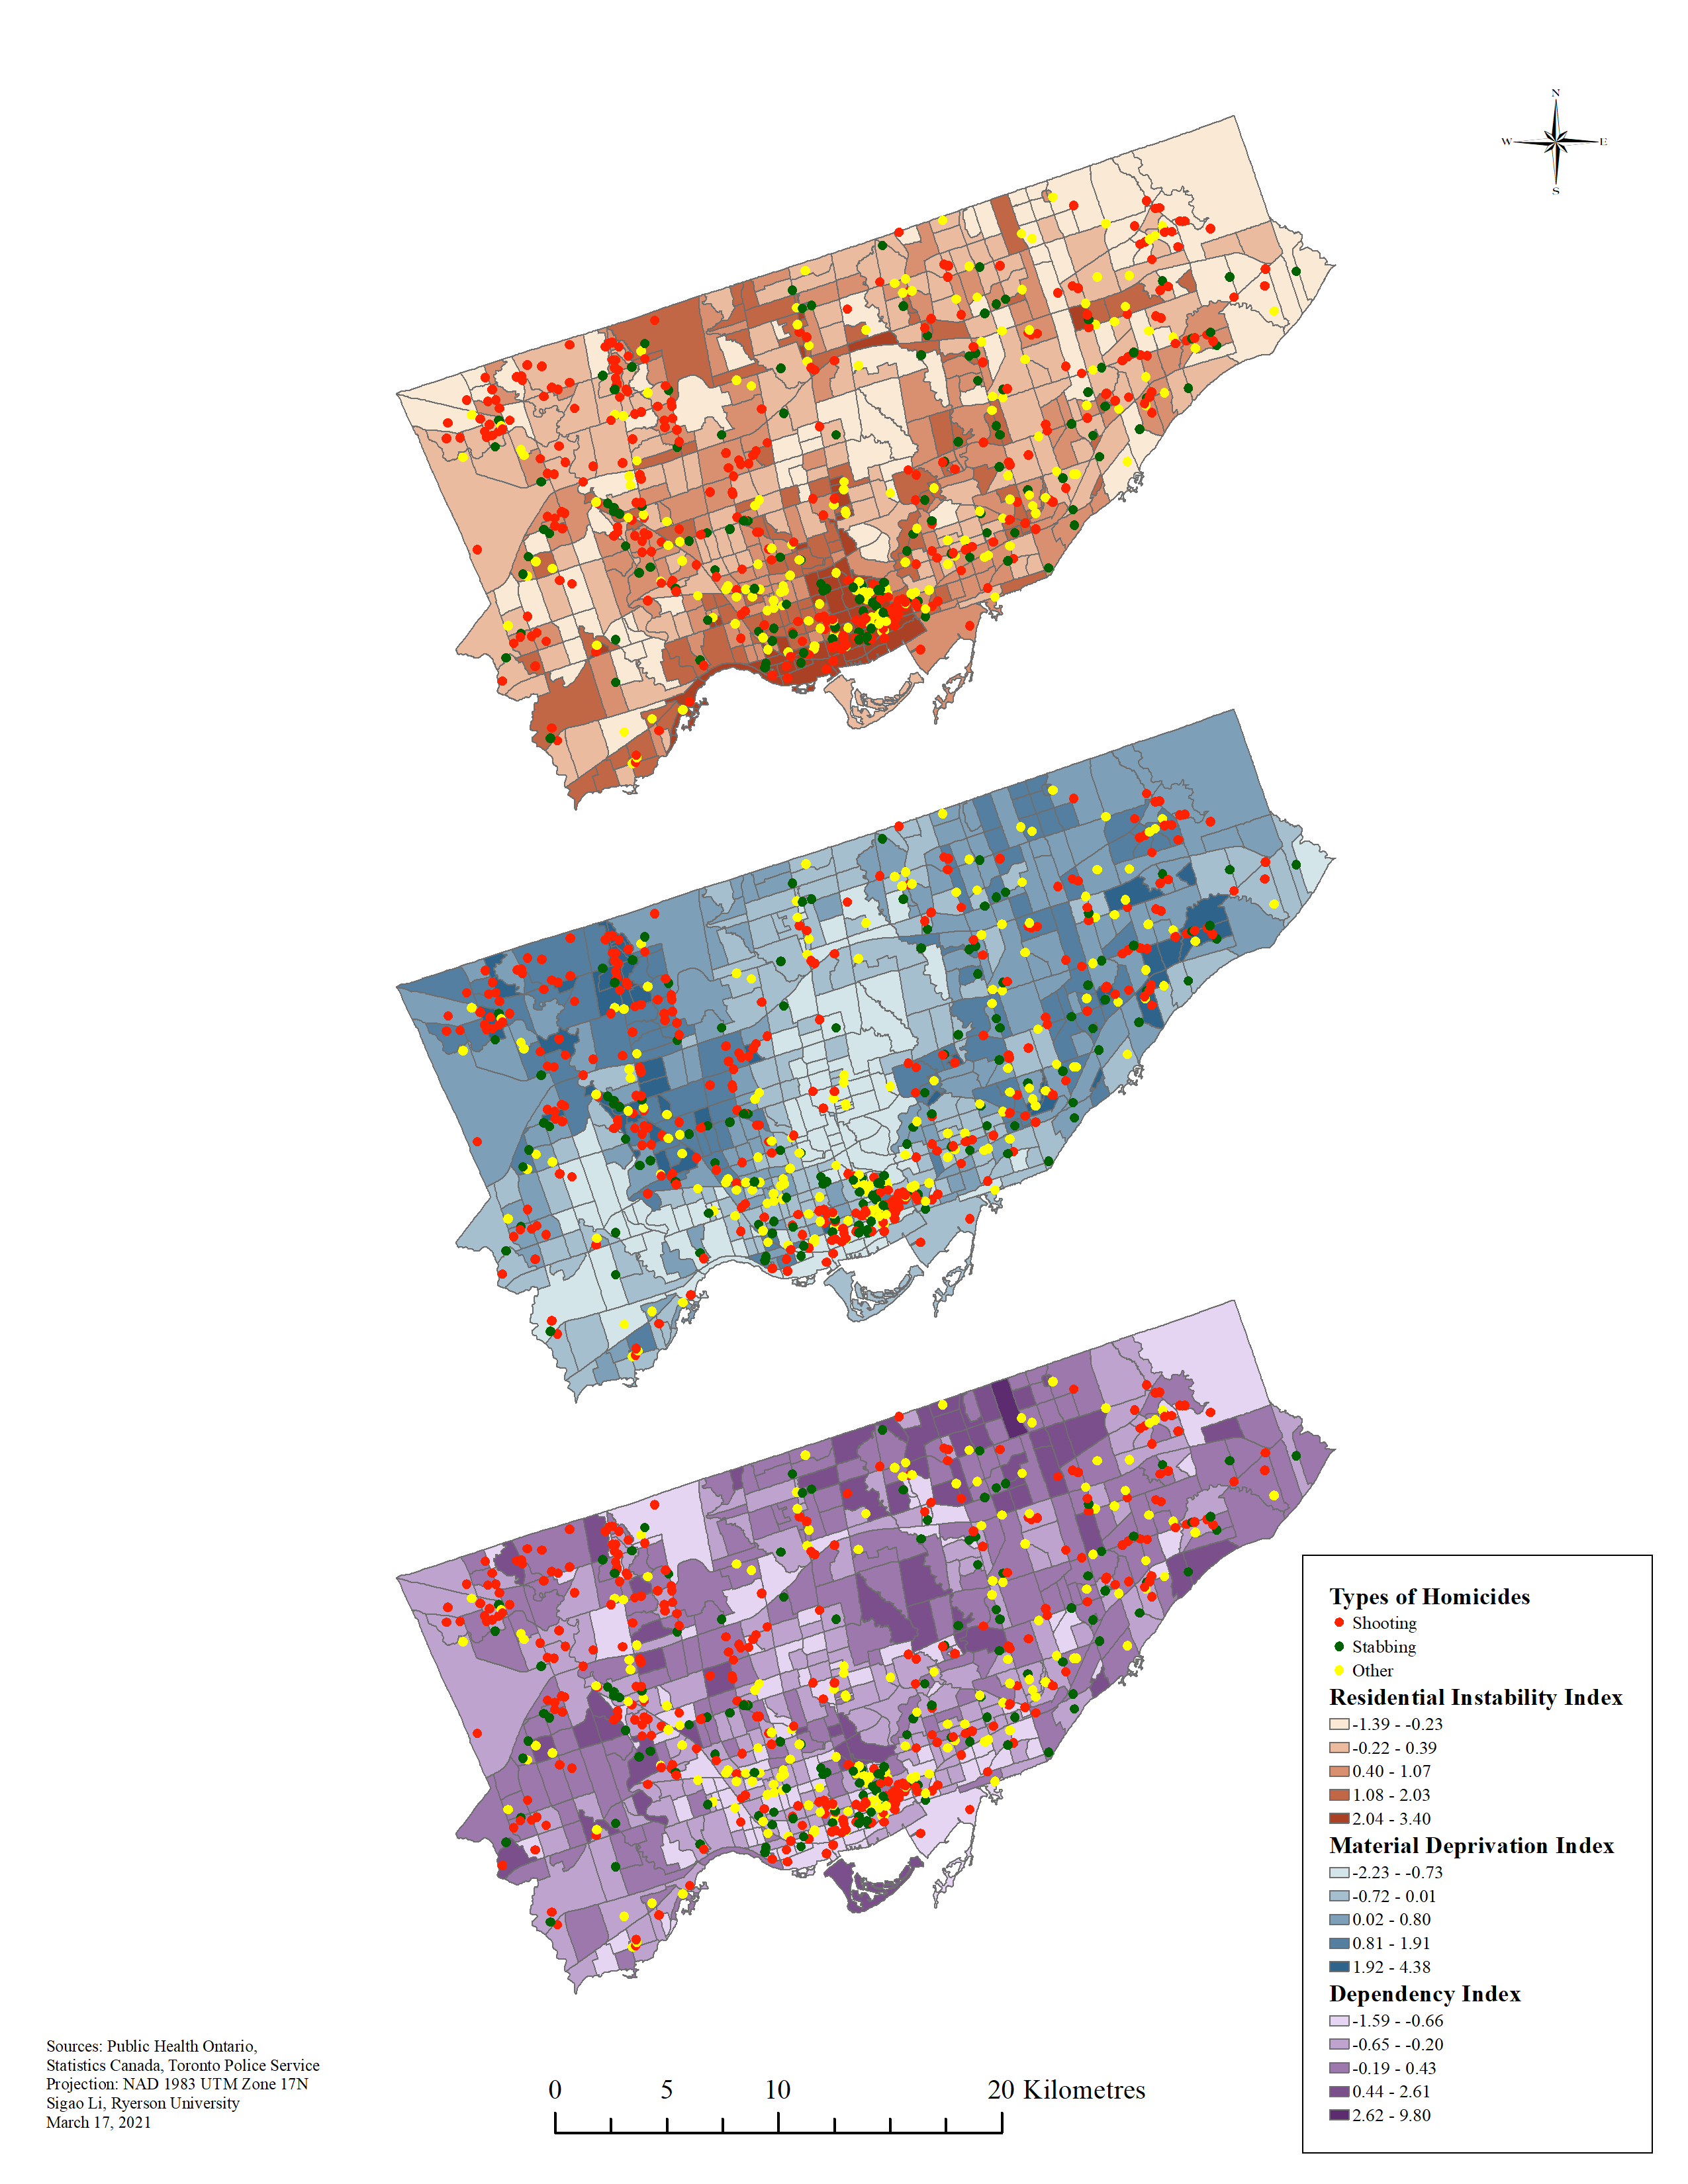 N
W E
S
Types of Homicides
Shooting
Stabbing
Other
Residential Instability Index
-1.39 - -0.23
-0.22 - 0.39
0.40 - 1.07
1.08 - 2.03
2.04 - 3.40
Material Deprivation Index
-2.23 - -0.73
-0.72 - 0.01
0.02 - 0.80
0.81 - 1.91
1.92 - 4.38
Dependency Index
-1.59 - -0.66
-0.65 - -0.20
-0.19 - 0.43
0.44 - 2.61
2.62 - 9.80
Sources: Public Health Ontario,
Statistics Canada, Toronto Police Service
Projection: NAD 1983 UTM Zone 17N
Sigao Li, Ryerson University
March 17, 2021
0 5 10 20 Kilometres